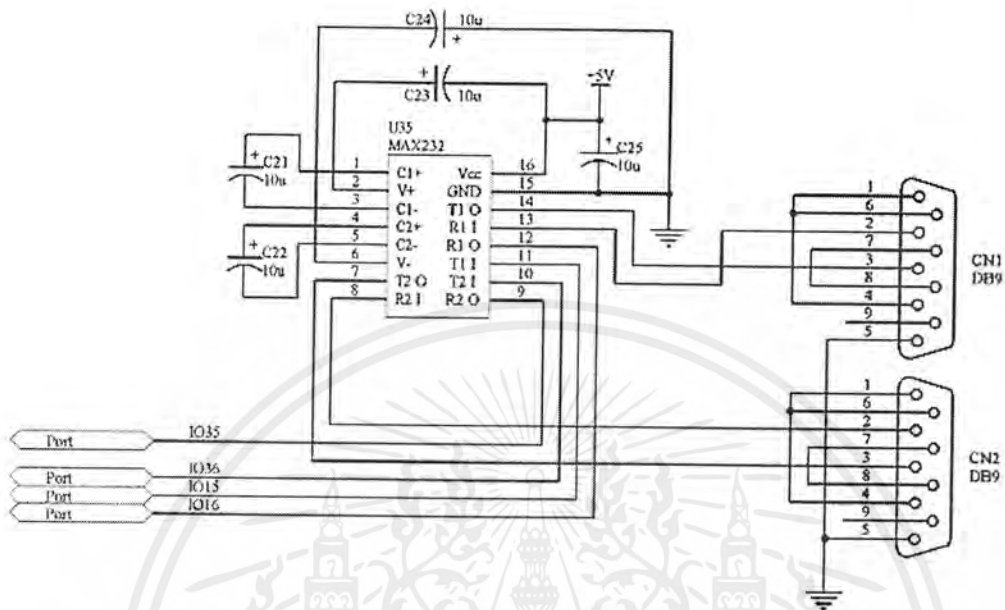 C24 10u
+
+
C23 10u
+5V
U35
MAX232
+
C21
10u
+
C25
10u
1 C1+ Vcc 16
2 V+ GND 15
3 C1- T1 O 14
4 C2+ R1 I 13
5 C2- R1 O 12
6 V- T1 I 11
7 T2 O T2 I 10
8 R2 I R2 O 9
+
C22
10u
1
6
2
7
3
8
4
9
5
CN1
DB9
1
6
2
7
3
8
4
9
5
CN2
DB9
Port IO35
Port IO36
Port IO15
Port IO16